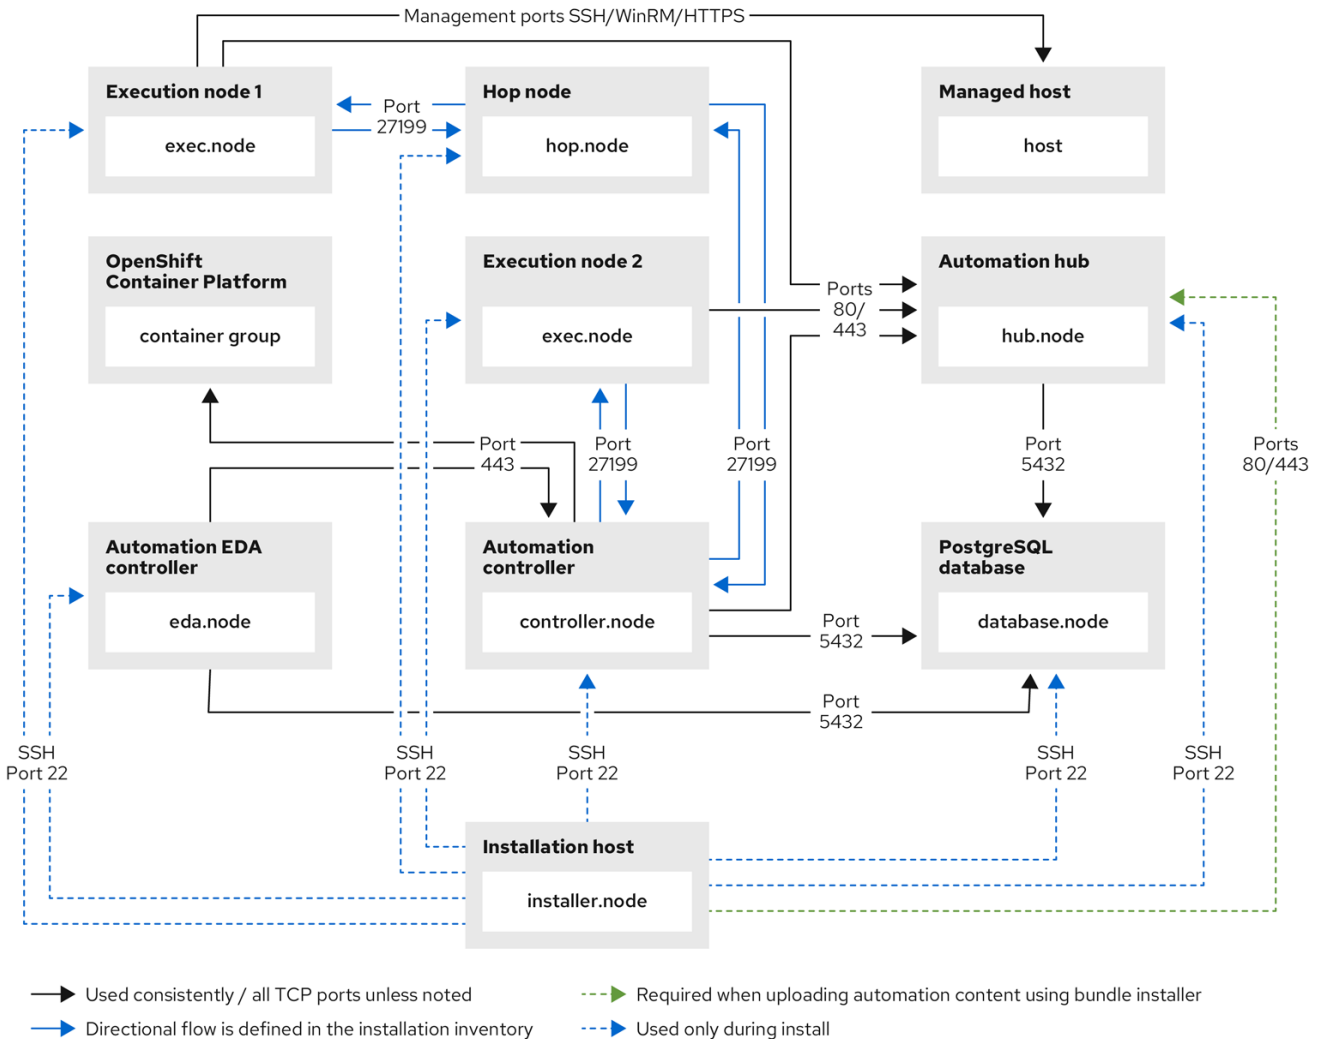 Management ports SSH/WinRM/HTTPS
Execution node 1
exec.node
Port
27199
Hop node
hop.node
Managed host
host
OpenShift
Container Platform
container group
Execution node 2
exec.node
Ports
80/
443
Automation hub
hub.node
Port
443
Port
27199
Port
27199
Port
5432
Ports
80/443
Automation EDA
controller
eda.node
Automation
controller
controller.node
Port
5432
PostgreSQL
database
database.node
Port
5432
SSH
Port 22
SSH
Port 22
SSH
Port 22
SSH
Port 22
SSH
Port 22
Installation host
installer.node
Used consistently / all TCP ports unless noted
Required when uploading automation content using bundle installer
Directional flow is defined in the installation inventory
Used only during install